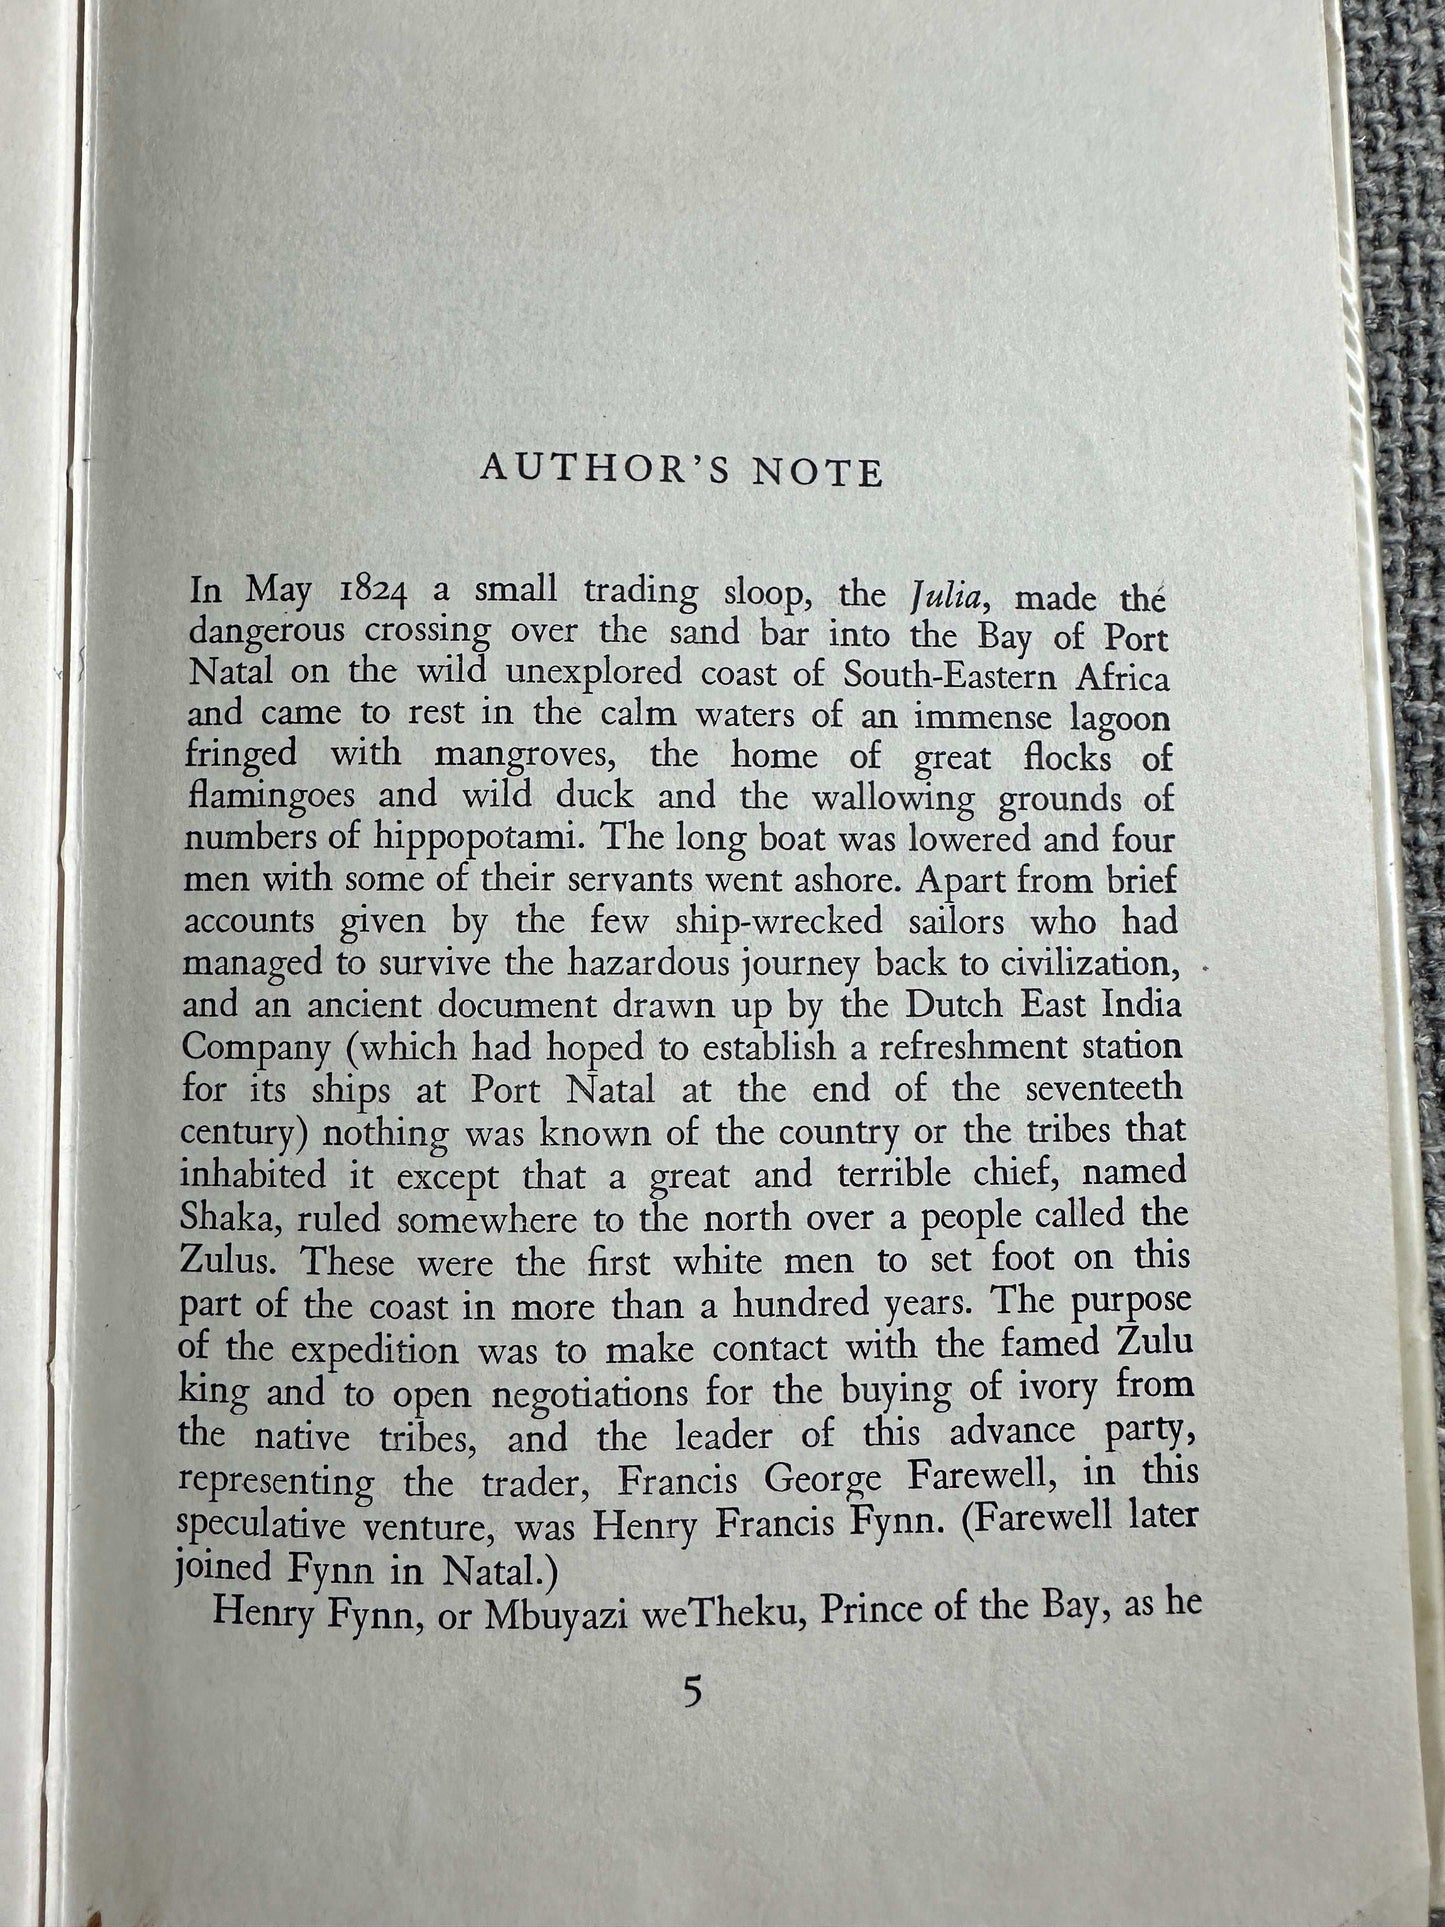 AUTHOR'S NOTE
In May 1824 a small trading sloop, the Julia, made the
dangerous crossing over the sand bar into the Bay of Port
Natal on the wild unexplored coast of South-Eastern Africa
and came to rest in the calm waters of an immense lagoon
fringed with mangroves, the home of great flocks of
flamingoes and wild duck and the wallowing grounds of
numbers of hippopotami. The long boat was lowered and four
men with some of their servants went ashore. Apart from brief
accounts given by the few ship-wrecked sailors who had
managed to survive the hazardous journey back to civilization,
and an ancient document drawn up by the Dutch East India
Company (which had hoped to establish a refreshment station
for its ships at Port Natal at the end of the seventeeth
century) nothing was known of the country or the tribes that
inhabited it except that a great and terrible chief, named
Shaka, ruled somewhere to the north over a people called the
Zulus. These were the first white men to set foot on this
part of the coast in more than a hundred years. The purpose
of the expedition was to make contact with the famed Zulu
king and to open negotiations for the buying of ivory from
the native tribes, and the leader of this advance party,
representing the trader, Francis George Farewell, in this
speculative venture, was Henry Francis Fynn. (Farewell later
joined Fynn in Natal.)
Henry Fynn, or Mbuyazi weTheku, Prince of the Bay, as he
5